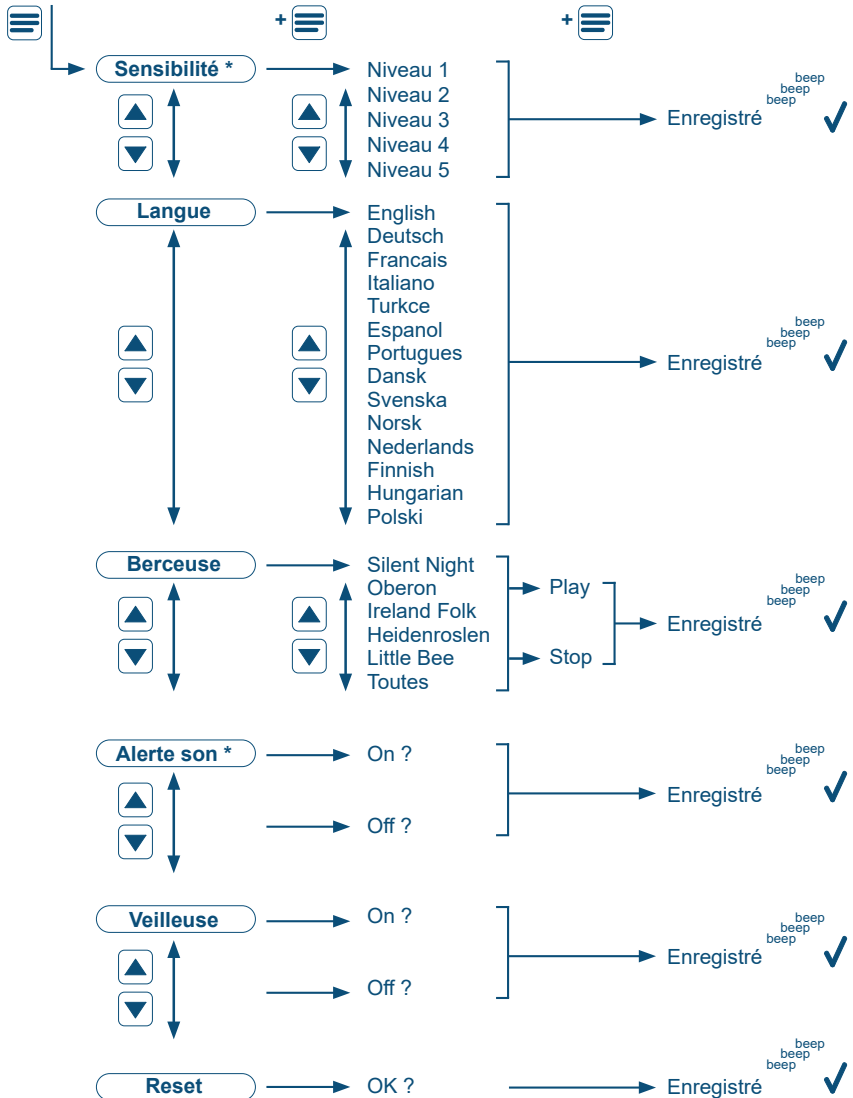 +
+
Sensibilité *
Niveau 1
Niveau 2
Niveau 3
Niveau 4
Niveau 5
Enregistré
beep
beep
beep
Langue
English
Deutsch
Francais
Italiano
Turkce
Espanol
Portugues
Dansk
Svenska
Norsk
Nederlands
Finnish
Hungarian
Polski
Enregistré
beep
beep
beep
Berceuse
Silent Night
Oberon
Ireland Folk
Heidenroslen
Little Bee
Toutes
Play
Stop
Enregistré
beep
beep
beep
Alerte son *
On ?
Off ?
Enregistré
beep
beep
beep
Veilleuse
On ?
Off ?
Enregistré
beep
beep
beep
Reset
OK ?
Enregistré
beep
beep
beep